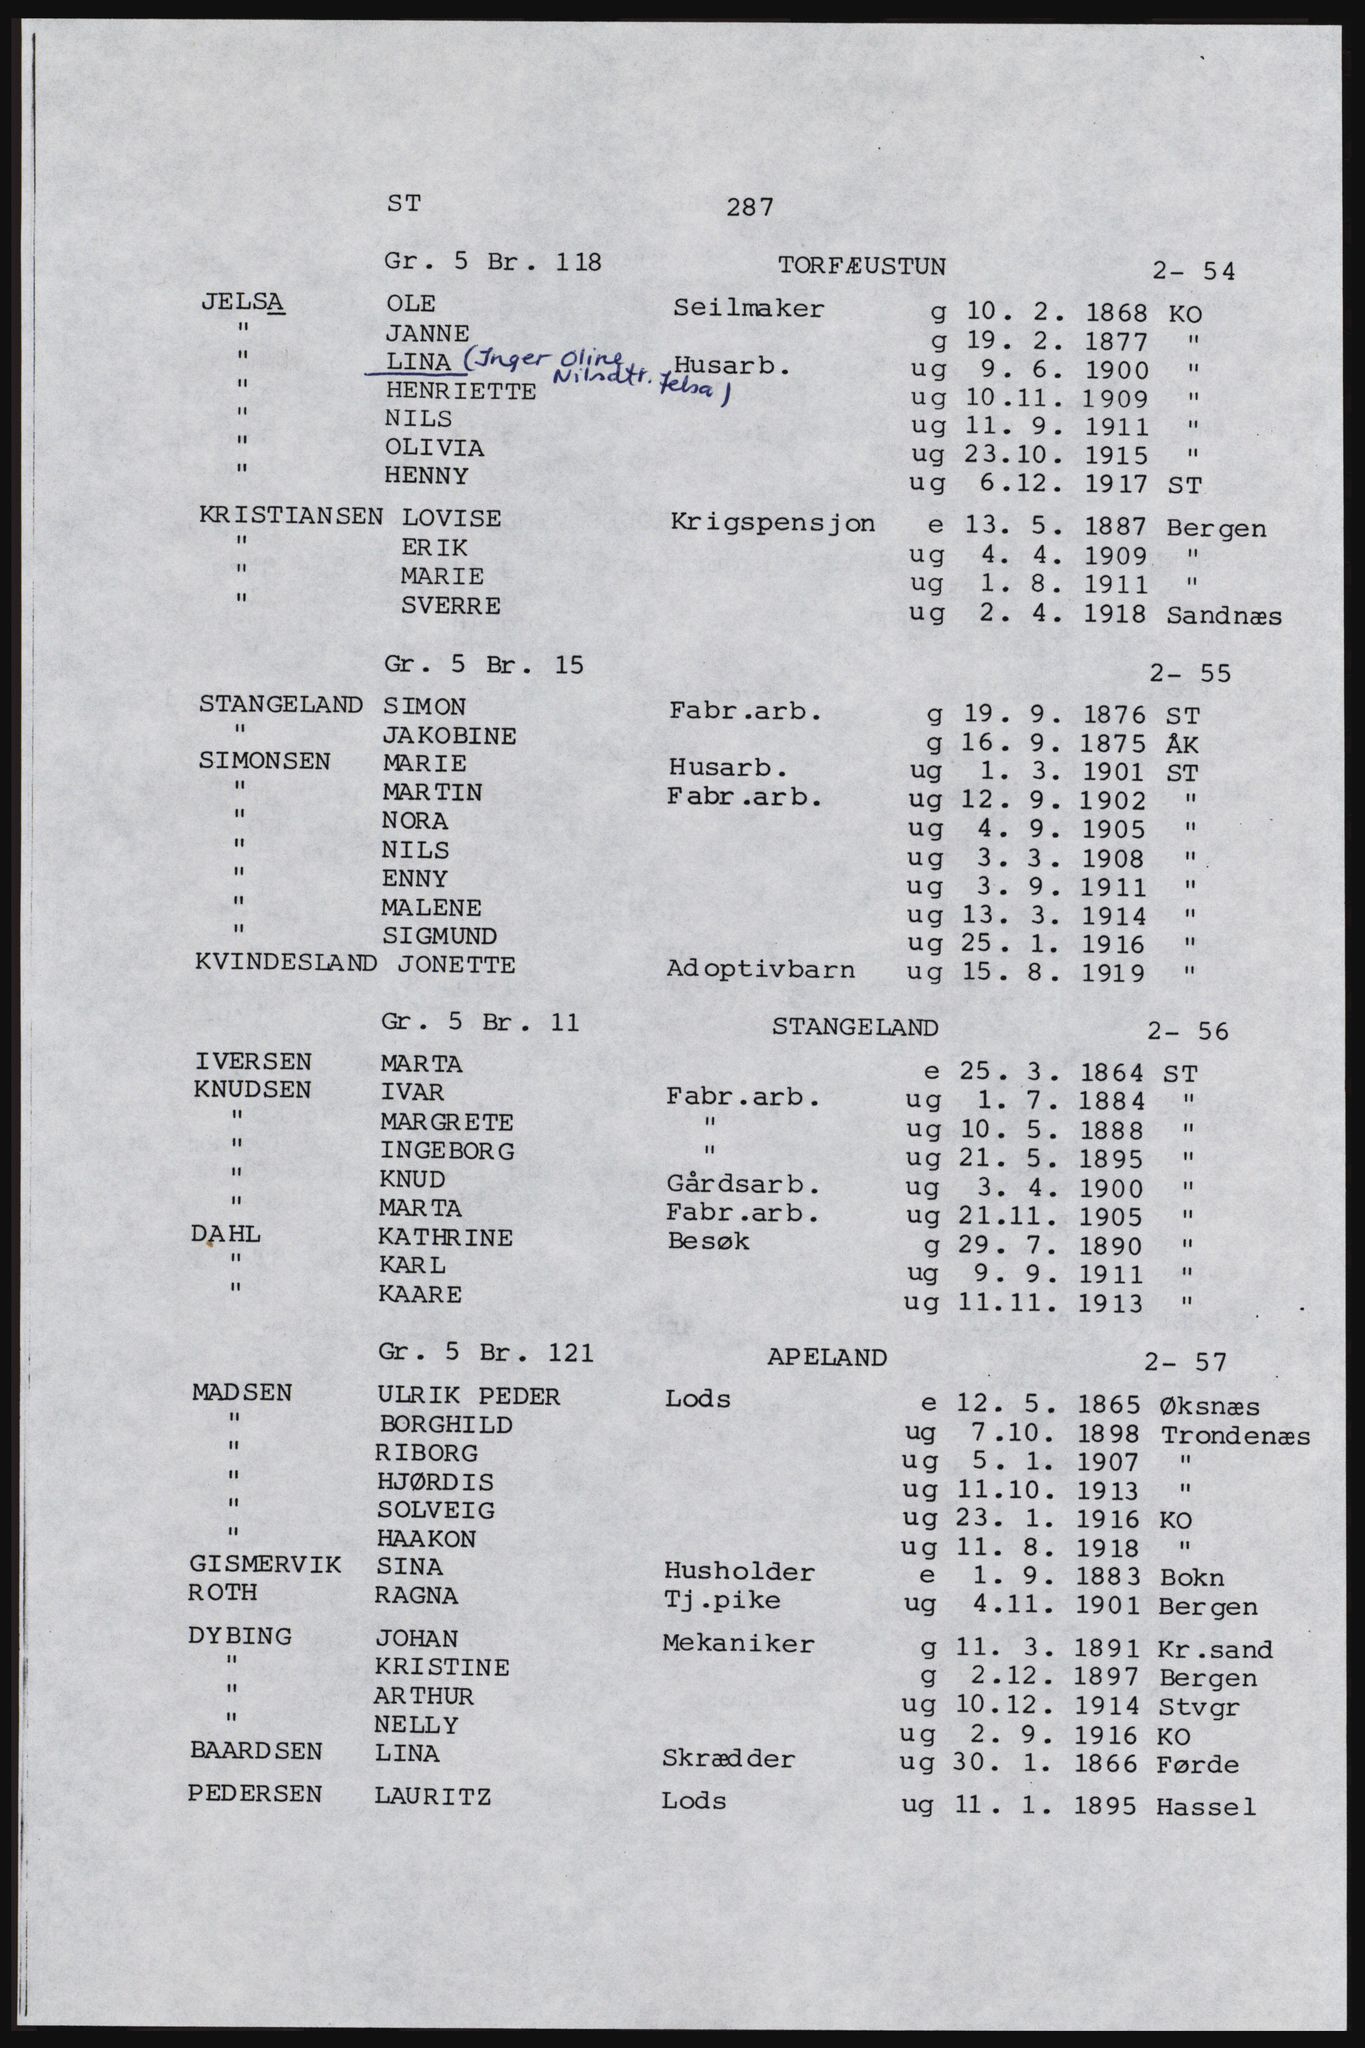 ST 287
Gr. 5 Br. 118 TORFÆUSTUN 2- 54
JELSA OLE Seilmaker g 10. 2. 1868 KO
" JANNE g 19. 2. 1877 "
" LINA (Inger Oline Nilsdtr. Jelsa) Husarb. ug 9. 6. 1900 "
" HENRIETTE ug 10.11. 1909 "
" NILS ug 11. 9. 1911 "
" OLIVIA ug 23.10. 1915 "
" HENNY ug 6.12. 1917 ST
KRISTIANSEN LOVISE Krigspensjon e 13. 5. 1887 Bergen
" ERIK ug 4. 4. 1909 "
" MARIE ug 1. 8. 1911 "
" SVERRE ug 2. 4. 1918 Sandnæs
Gr. 5 Br. 15 2- 55
STANGELAND SIMON Fabr.arb. g 19. 9. 1876 ST
" JAKOBINE g 16. 9. 1875 ÅK
SIMONSEN MARIE Husarb. ug 1. 3. 1901 ST
" MARTIN Fabr.arb. ug 12. 9. 1902 "
" NORA ug 4. 9. 1905 "
" NILS ug 3. 3. 1908 "
" ENNY ug 3. 9. 1911 "
" MALENE ug 13. 3. 1914 "
" SIGMUND ug 25. 1. 1916 "
KVINDESLAND JONETTE Adoptivbarn ug 15. 8. 1919 "
Gr. 5 Br. 11 STANGELAND 2- 56
IVERSEN MARTA e 25. 3. 1864 ST
KNUDSEN IVAR Fabr.arb. ug 1. 7. 1884 "
" MARGRETE " ug 10. 5. 1888 "
" INGEBORG " ug 21. 5. 1895 "
" KNUD Gårdsarb. ug 3. 4. 1900 "
" MARTA Fabr.arb. ug 21.11. 1905 "
DAHL KATHRINE Besøk g 29. 7. 1890 "
" KARL ug 9. 9. 1911 "
" KAARE ug 11.11. 1913 "
Gr. 5 Br. 121 APELAND 2- 57
MADSEN ULRIK PEDER Lods e 12. 5. 1865 Øksnæs
" BORGHILD ug 7.10. 1898 Trondenæs
" RIBORG ug 5. 1. 1907 "
" HJØRDIS ug 11.10. 1913 "
" SOLVEIG ug 23. 1. 1916 KO
" HAAKON ug 11. 8. 1918 "
GISMERVIK SINA Husholder e 1. 9. 1883 Bokn
ROTH RAGNA Tj.pike ug 4.11. 1901 Bergen
DYBING JOHAN Mekaniker g 11. 3. 1891 Kr.sand
" KRISTINE g 2.12. 1897 Bergen
" ARTHUR ug 10.12. 1914 Stvgr
" NELLY ug 2. 9. 1916 KO
BAARDSEN LINA Skrædder ug 30. 1. 1866 Førde
PEDERSEN LAURITZ Lods ug 11. 1. 1895 Hassel